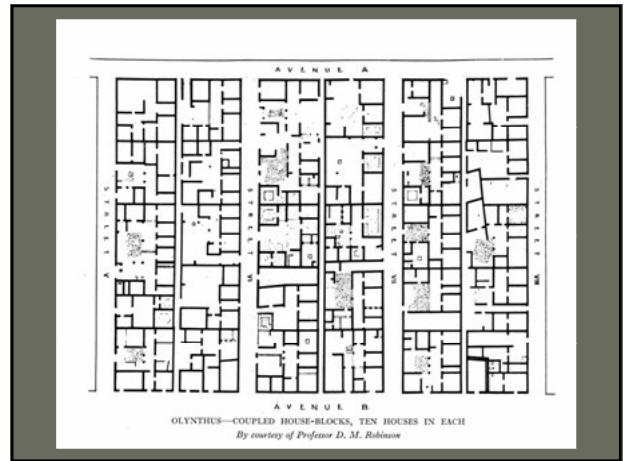 AVENUE A.
STREET V.
STREET VI
STREET VII
STREET VIII
AVENUE B.
OLYNTHUS—COUPLED HOUSE-BLOCKS, TEN HOUSES IN EACH
By courtesy of Professor D. M. Robinson